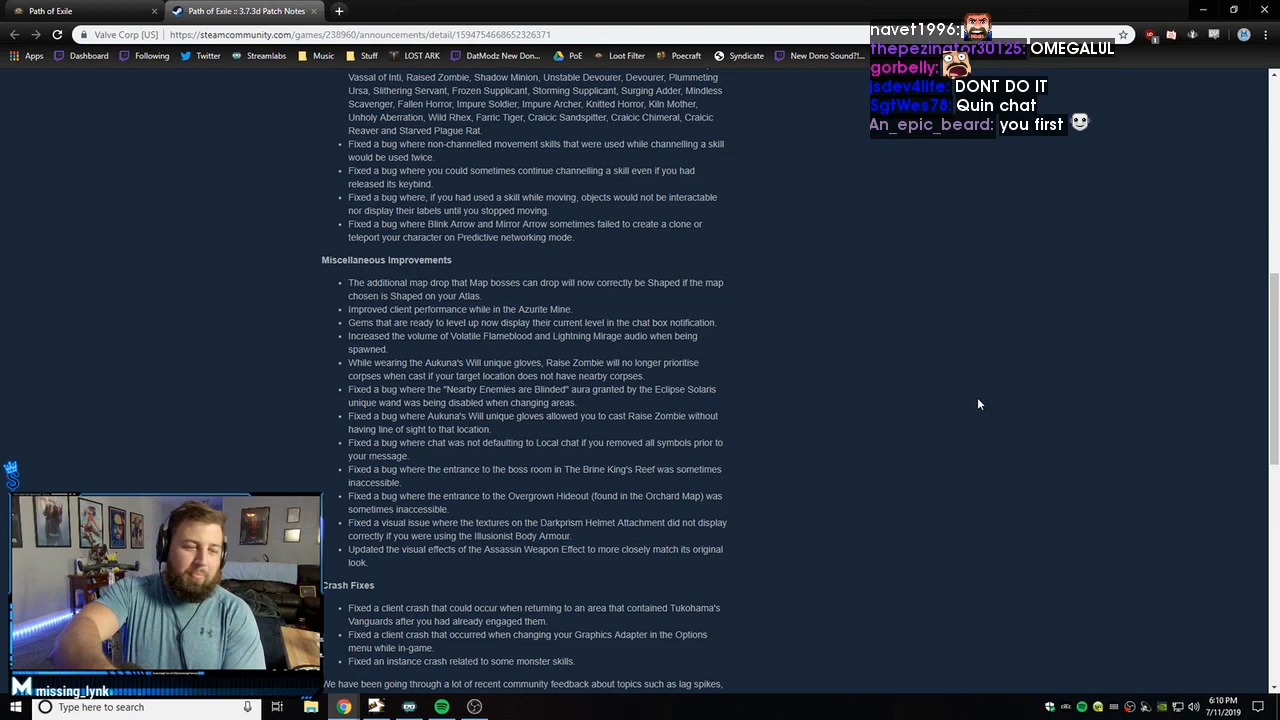 Path of Exile
Path of Exile :: 3.7.3d Patch Notes
Valve Corp [US]
https://steamcommunity.com/games/238960/announcements/detail/1594754668652326371
Apps
Dashboard
Following
Twitter
Streamlabs
Music
Csgo
LOST ARK
DatModz New Don...
PoE
Loot Filter
Poecraft
Syndicate
New Dono Sound?!...
navet1996:
thepezinator30125: OMEGALUL
gorbelly:
isdev4life: DONT DO IT
SgtWes78: Quin chat
An_epic_beard: you first
Vassal of Inti, Raised Zombie, Shadow Minion, Unstable Devourer, Devourer, Plummeting
Ursa, Slithering Servant, Frozen Supplicant, Storming Supplicant, Surging Adder, Mindless
Scavenger, Fallen Horror, Impure Soldier, Impure Archer, Knitted Horror, Kiln Mother,
Unholy Aberration, Wild Rhex, Farric Tiger, Craicic Sandspitter, Craicic Chimeral, Craicic
Reaver and Starved Plague Rat.
• Fixed a bug where non-channelled movement skills that were used while channelling a skill
would be used twice.
• Fixed a bug where you could sometimes continue channelling a skill even if you had
released its keybind.
• Fixed a bug where, if you had used a skill while moving, objects would not be interactable
nor display their labels until you stopped moving.
• Fixed a bug where Blink Arrow and Mirror Arrow sometimes failed to create a clone or
teleport your character on Predictive networking mode.
Miscellaneous Improvements
• The additional map drop that Map bosses can drop will now correctly be Shaped if the map
chosen is Shaped on your Atlas.
• Improved client performance while in the Azurite Mine.
• Gems that are ready to level up now display their current level in the chat box notification.
• Increased the volume of Volatile Flameblood and Lightning Mirage audio when being
spawned.
• While wearing the Aukuna's Will unique gloves, Raise Zombie will no longer prioritise
corpses when cast if your target location does not have nearby corpses.
• Fixed a bug where the "Nearby Enemies are Blinded" aura granted by the Eclipse Solaris
unique wand was being disabled when changing areas.
• Fixed a bug where Aukuna's Will unique gloves allowed you to cast Raise Zombie without
having line of sight to that location.
• Fixed a bug where chat was not defaulting to Local chat if you removed all symbols prior to
your message.
• Fixed a bug where the entrance to the boss room in The Brine King's Reef was sometimes
inaccessible.
• Fixed a bug where the entrance to the Overgrown Hideout (found in the Orchard Map) was
sometimes inaccessible.
• Fixed a visual issue where the textures on the Darkprism Helmet Attachment did not display
correctly if you were using the Illusionist Body Armour.
• Updated the visual effects of the Assassin Weapon Effect to more closely match its original
look.
Crash Fixes
• Fixed a client crash that could occur when returning to an area that contained Tukohama's
Vanguards after you had already engaged them.
• Fixed a client crash that occurred when changing your Graphics Adapter in the Options
menu while in-game.
• Fixed an instance crash related to some monster skills.
We have been going through a lot of recent community feedback about topics such as lag spikes,
missing_lynk
Type here to search
6:10 PM
7/11/2019